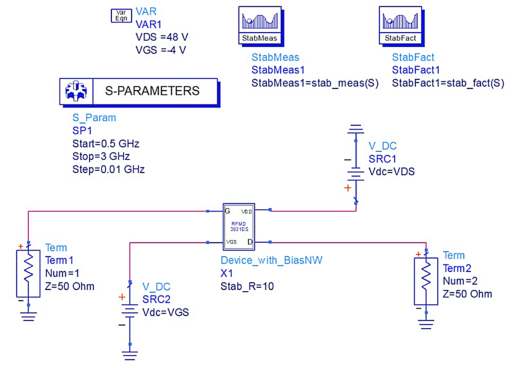 Var
Eqn
VAR
VAR1
VDS =48 V
VGS =-4 V
StabMeas
StabMeas
StabMeas1
StabMeas1=stab_meas(S)
StabFact
StabFact
StabFact1
StabFact1=stab_fact(S)
S-PARAMETERS
S_Param
SP1
Start=0.5 GHz
Stop=3 GHz
Step=0.01 GHz
V_DC
SRC1
Vdc=VDS
G
VDD
RFMD
3931DS
VGS
D
Device_with_BiasNW
X1
Stab_R=10
Term
Term1
Num=1
Z=50 Ohm
V_DC
SRC2
Vdc=VGS
Term
Term2
Num=2
Z=50 Ohm